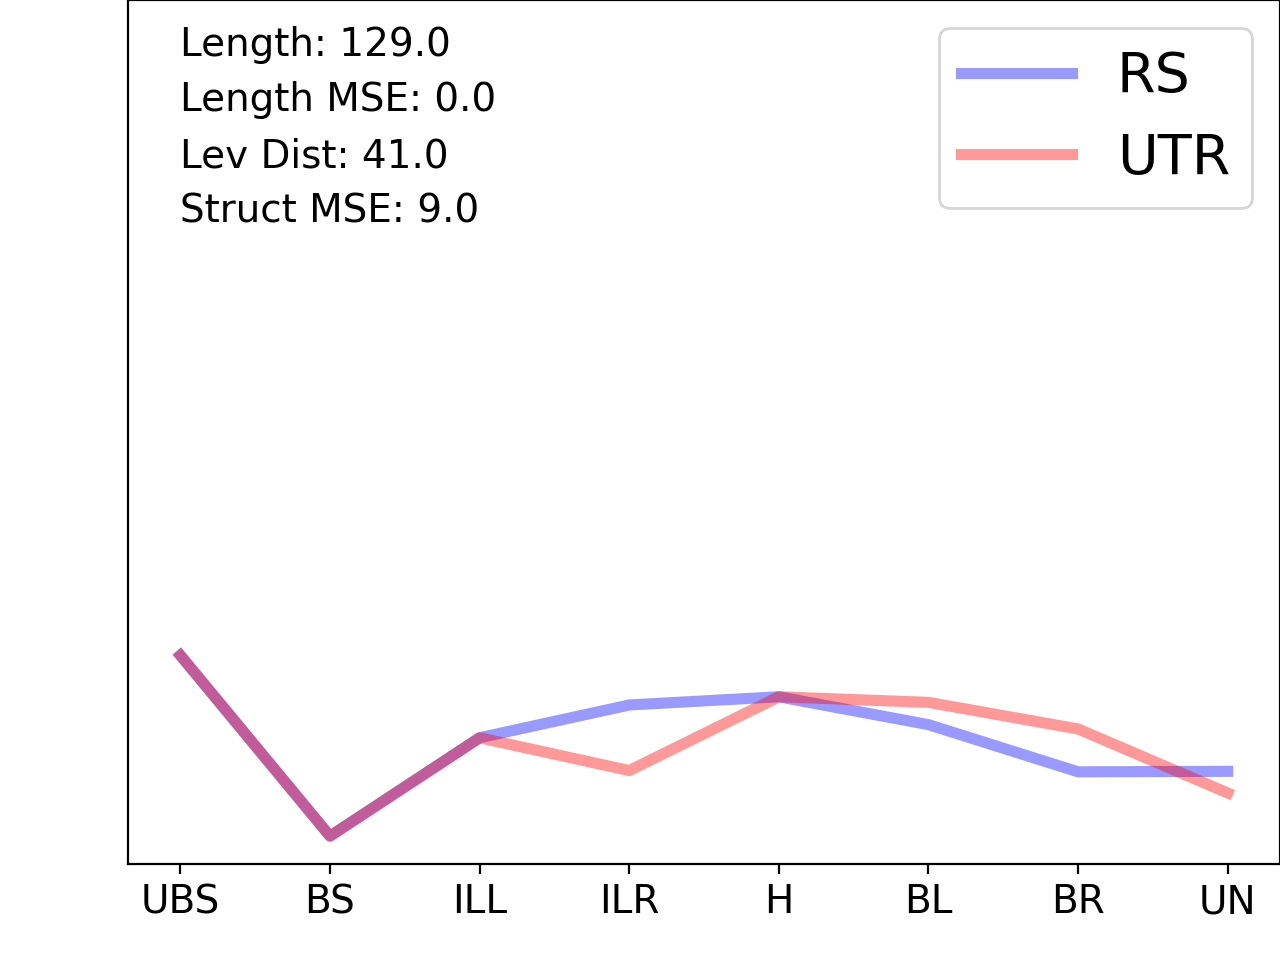 Length: 129.0
Length MSE: 0.0
Lev Dist: 41.0
Struct MSE: 9.0
RS
UTR
UBS BS ILL ILR H BL BR UN